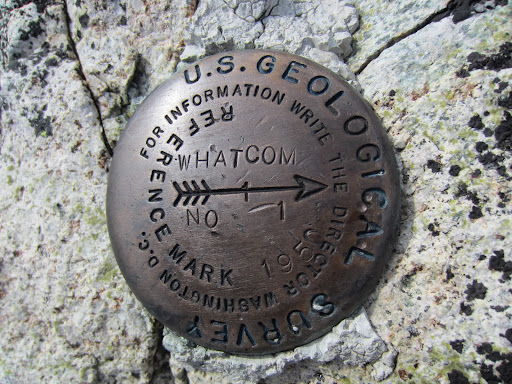 U.S. GEOLOGICAL SURVEY
FOR INFORMATION WRITE THE DIRECTOR WASHINGTON D.C.
REFERENCE MARK
WHATCOM
NO 1
1950